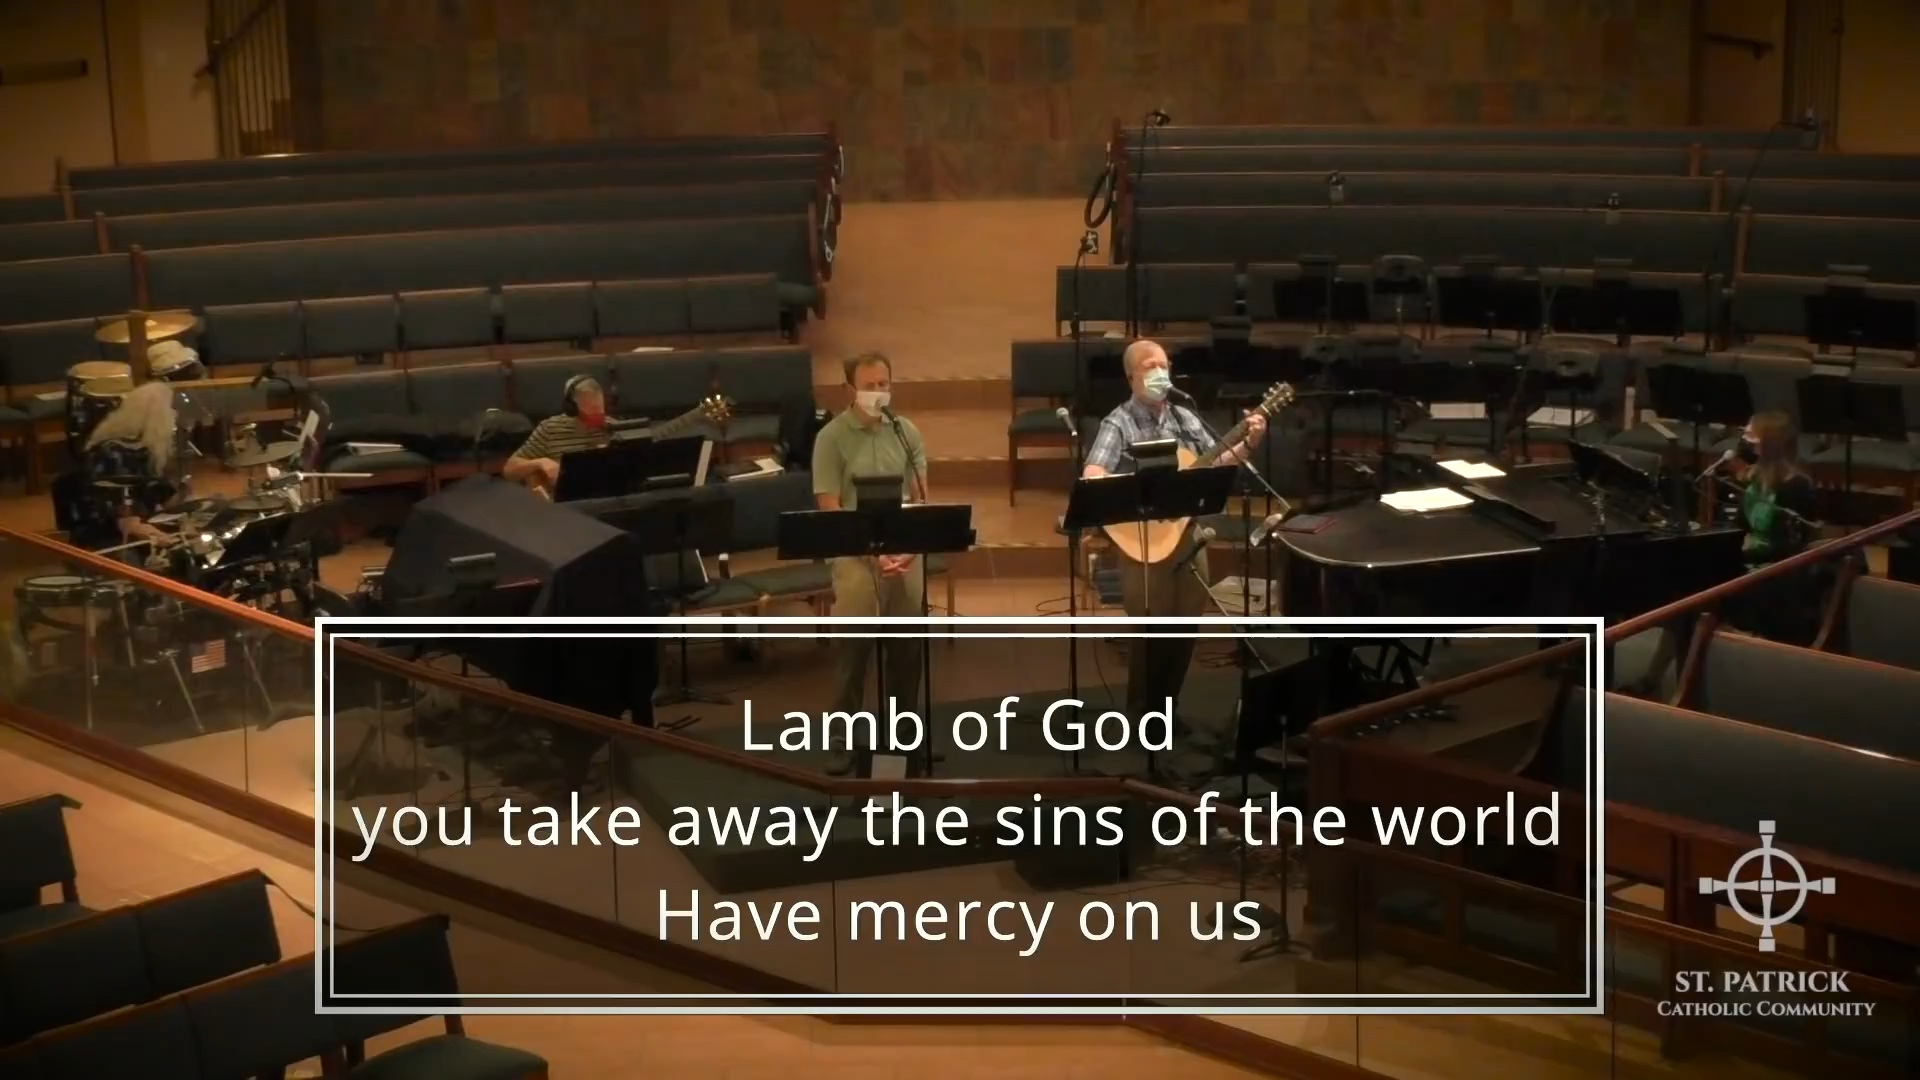 Lamb of God
you take away the sins of the world
Have mercy on us
ST. PATRICK
CATHOLIC COMMUNITY